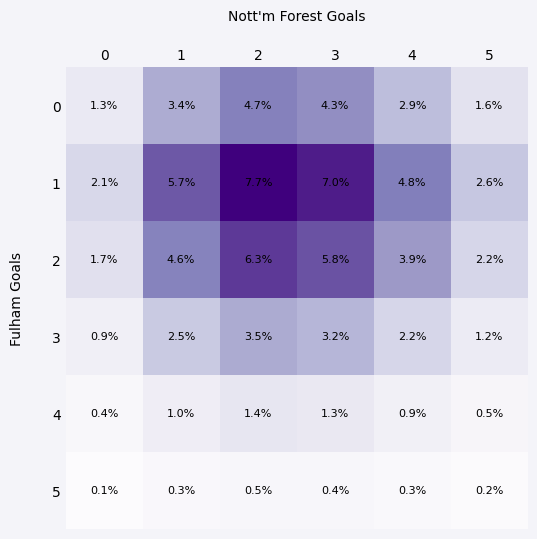 Nott'm Forest Goals
0 1 2 3 4 5
Fulham Goals
0 1.3% 3.4% 4.7% 4.3% 2.9% 1.6%
1 2.1% 5.7% 7.7% 7.0% 4.8% 2.6%
2 1.7% 4.6% 6.3% 5.8% 3.9% 2.2%
3 0.9% 2.5% 3.5% 3.2% 2.2% 1.2%
4 0.4% 1.0% 1.4% 1.3% 0.9% 0.5%
5 0.1% 0.3% 0.5% 0.4% 0.3% 0.2%